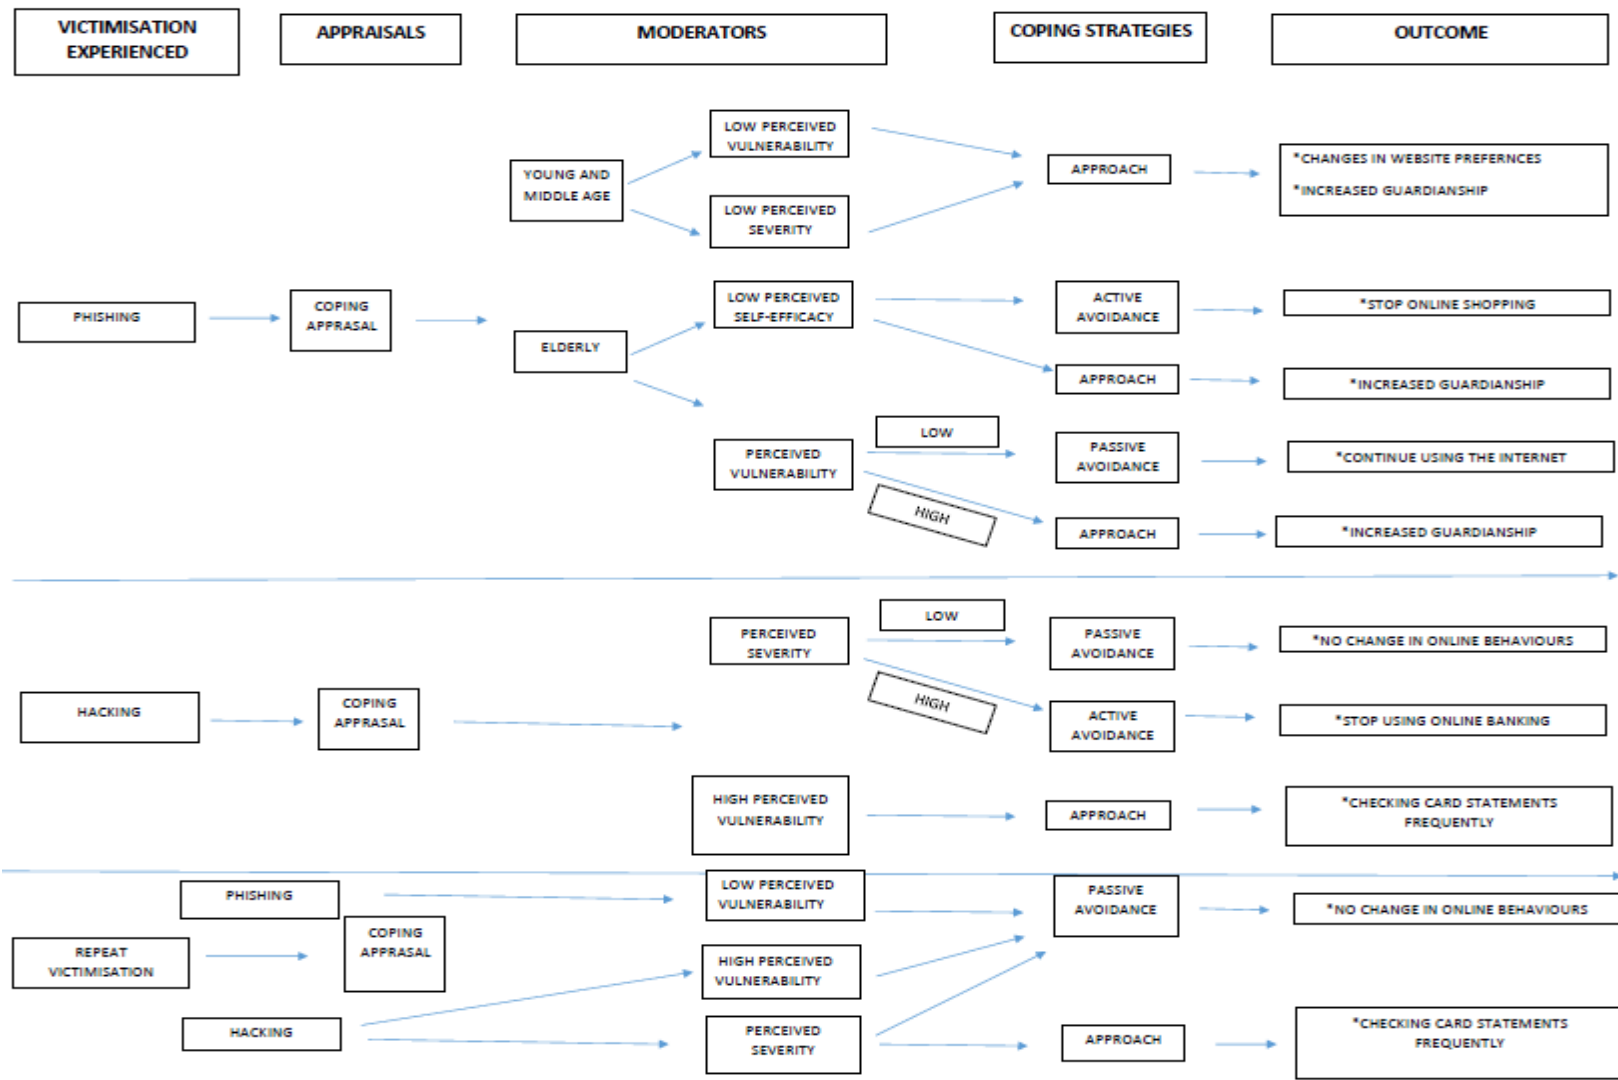 VICTIMISATION
EXPERIENCED
APPRAISALS
MODERATORS
COPING STRATEGIES
OUTCOME
LOW PERCEIVED
VULNERABILITY
YOUNG AND
MIDDLE AGE
LOW PERCEIVED
SEVERITY
APPROACH
*CHANGES IN WEBSITE PREFERNCES
*INCREASED GUARDIANSHIP
PHISHING
COPING
APPRASAL
ELDERLY
LOW PERCEIVED
SELF-EFFICACY
ACTIVE
AVOIDANCE
*STOP ONLINE SHOPPING
APPROACH
*INCREASED GUARDIANSHIP
PERCEIVED
VULNERABILITY
LOW
PASSIVE
AVOIDANCE
*CONTINUE USING THE INTERNET
HIGH
APPROACH
*INCREASED GUARDIANSHIP
HACKING
COPING
APPRASAL
PERCEIVED
SEVERITY
LOW
PASSIVE
AVOIDANCE
*NO CHANGE IN ONLINE BEHAVIOURS
HIGH
ACTIVE
AVOIDANCE
*STOP USING ONLINE BANKING
HIGH PERCEIVED
VULNERABILITY
APPROACH
*CHECKING CARD STATEMENTS
FREQUENTLY
REPEAT
VICTIMISATION
PHISHING
COPING
APPRASAL
HACKING
LOW PERCEIVED
VULNERABILITY
HIGH PERCEIVED
VULNERABILITY
PERCEIVED
SEVERITY
PASSIVE
AVOIDANCE
*NO CHANGE IN ONLINE BEHAVIOURS
APPROACH
*CHECKING CARD STATEMENTS
FREQUENTLY